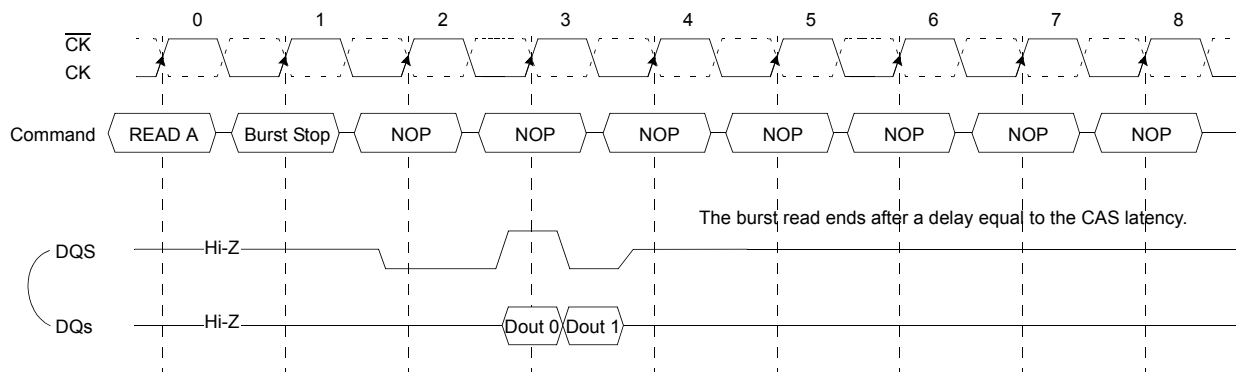 0 1 2 3 4 5 6 7 8
CK
CK
Command READ A Burst Stop NOP NOP NOP NOP NOP NOP NOP
The burst read ends after a delay equal to the CAS latency.
DQS Hi-Z
DQs Hi-Z Dout 0 Dout 1